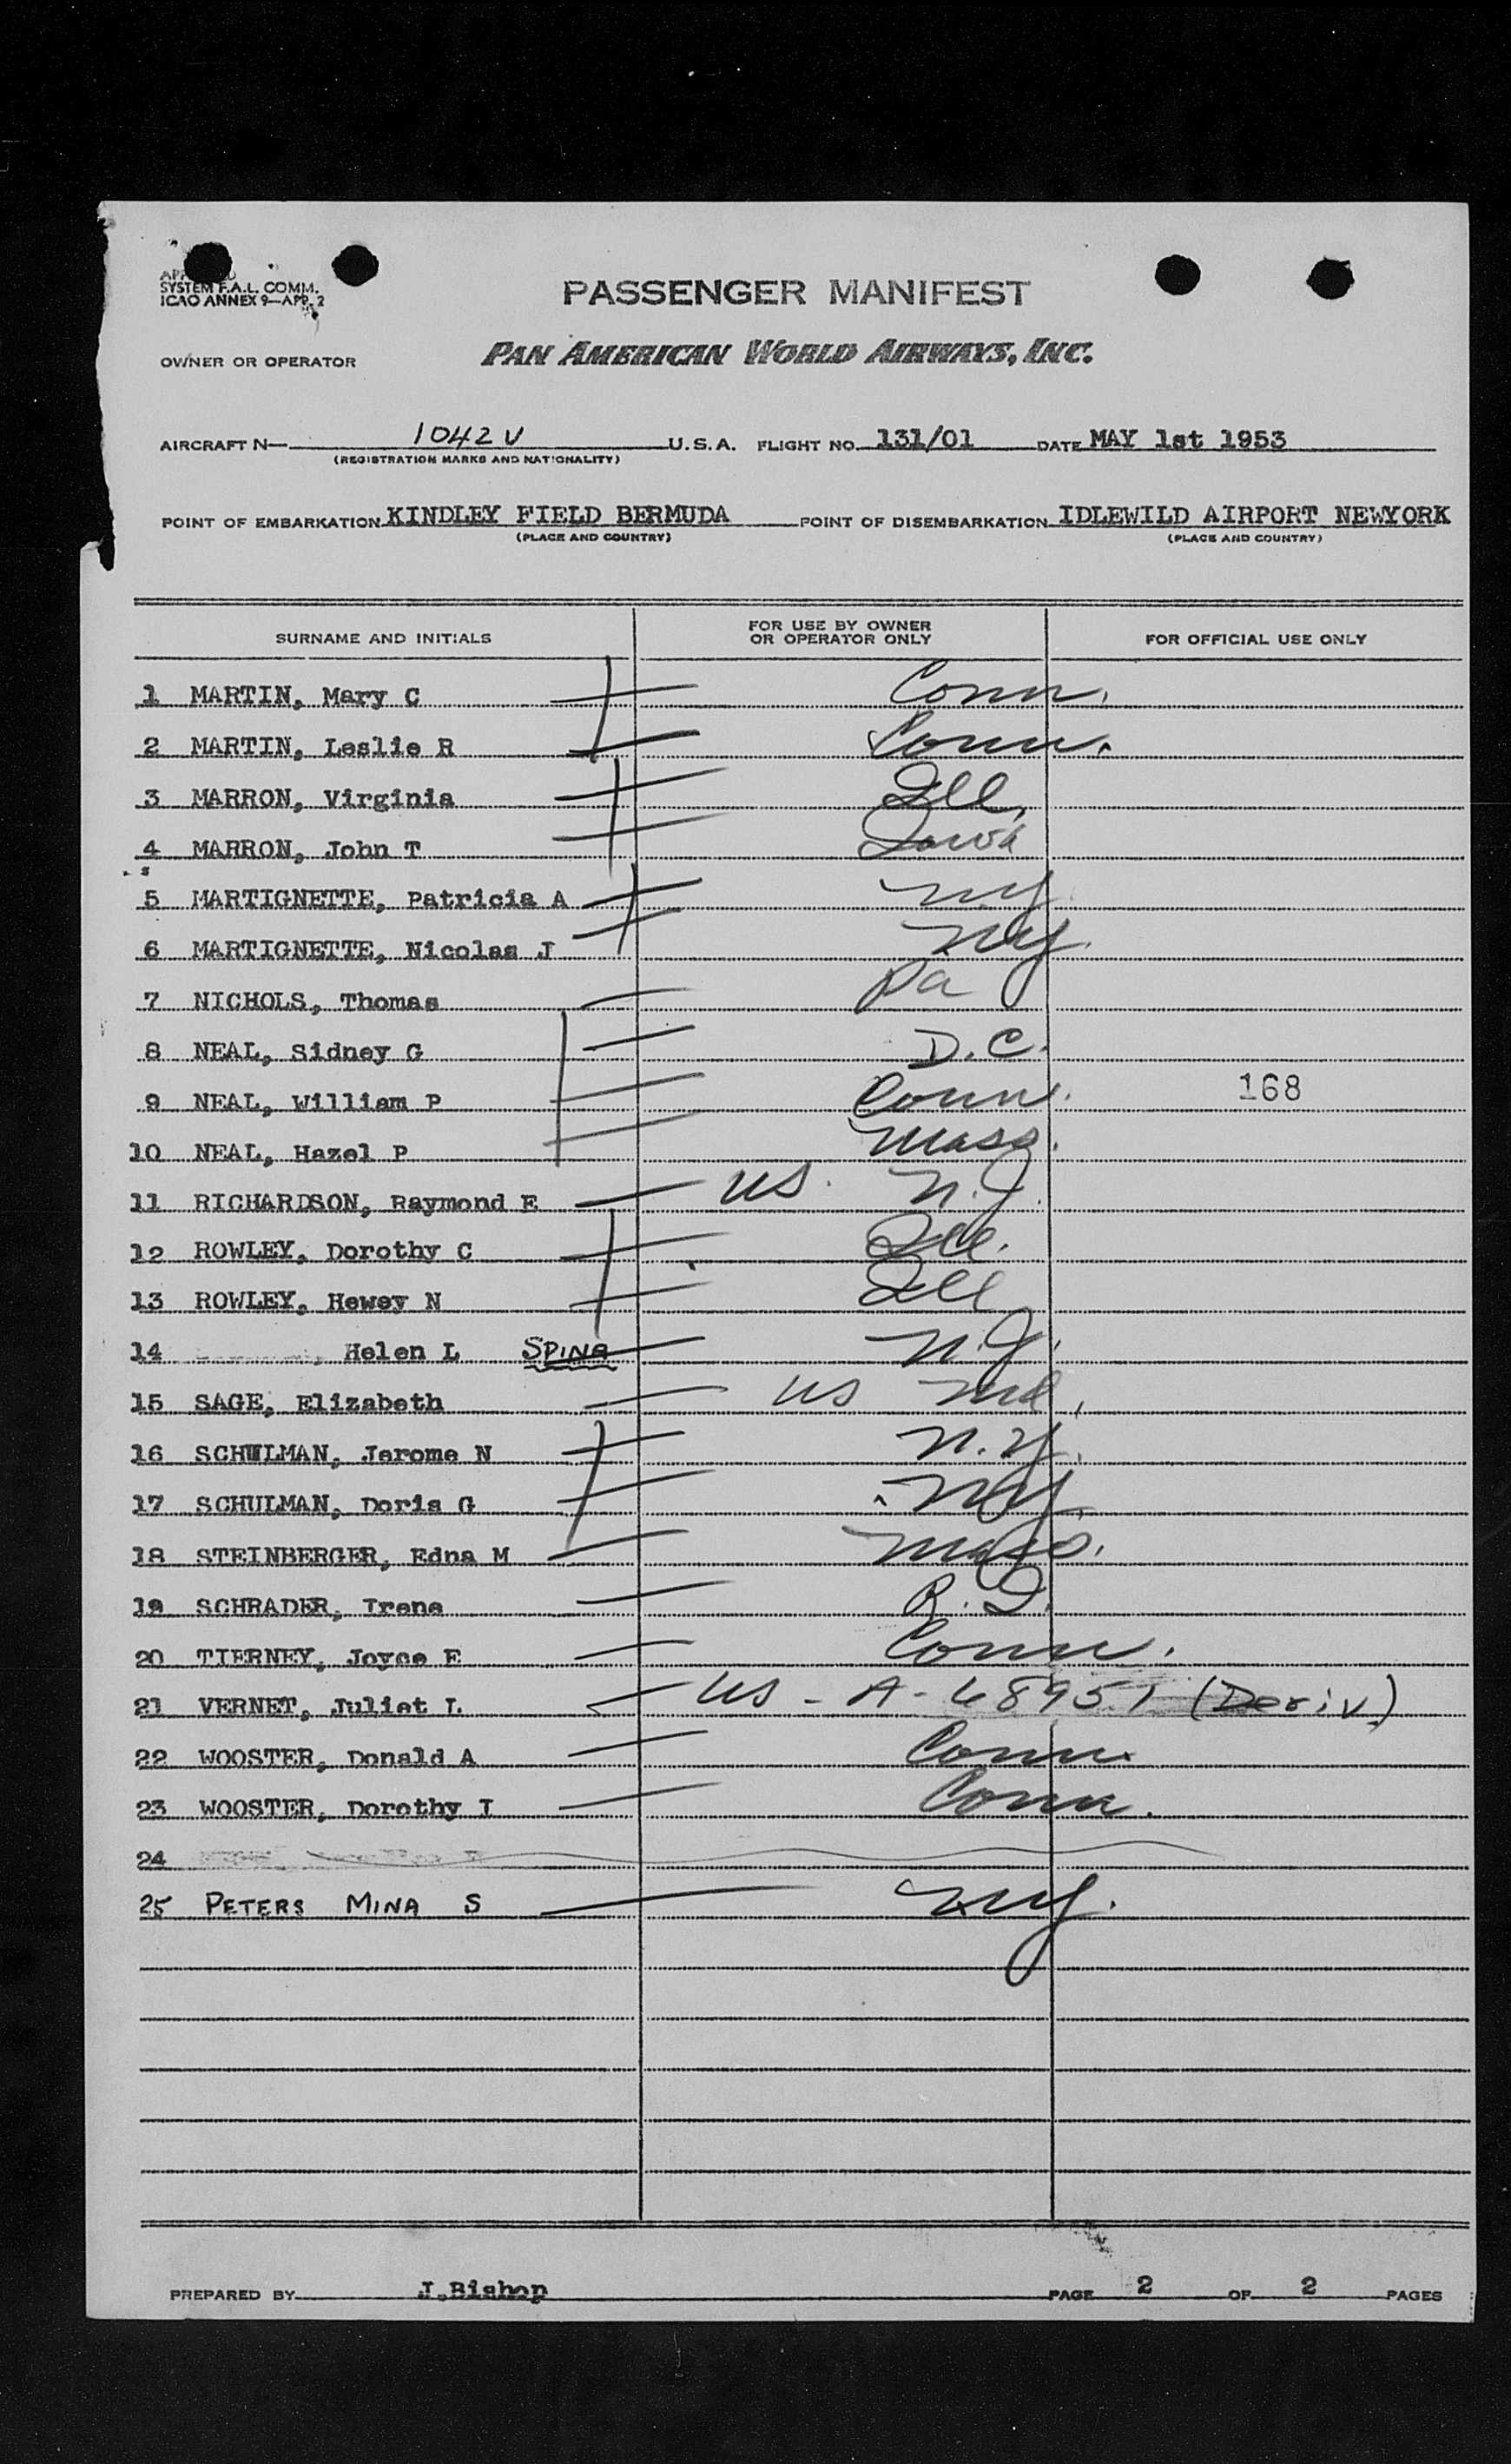 SYSTEM F.A.L. COMM.
ICAO ANNEX 9—APP. 2
PASSENGER MANIFEST
OWNER OR OPERATOR PAN AMERICAN WORLD AIRWAYS, INC.
AIRCRAFT N— 1042V U.S.A. FLIGHT NO. 131/01 DATE MAY 1st 1953
(REGISTRATION MARKS AND NATIONALITY)
POINT OF EMBARKATION KINDLEY FIELD BERMUDA POINT OF DISEMBARKATION IDLEWILD AIRPORT NEWYORK
(PLACE AND COUNTRY) (PLACE AND COUNTRY)
SURNAME AND INITIALS FOR USE BY OWNER OR OPERATOR ONLY FOR OFFICIAL USE ONLY
1 MARTIN, Mary C Conn.
2 MARTIN, Leslie R Conn.
3 MARRON, Virginia Ill,
4 MARRON, John T Iowa
5 MARTIGNETTE, Patricia A NY
6 MARTIGNETTE, Nicolas J NY.
7 NICHOLS, Thomas Pa
8 NEAL, Sidney G D.C.
9 NEAL, William P Conn. 168
10 NEAL, Hazel P Mass.
11 RICHARDSON, Raymond E US. N.J.
12 ROWLEY, Dorothy C Ill.
13 ROWLEY, Hewey N Ill
14 Helen L SPINA N.J.
15 SAGE, Elizabeth US Md,
16 SCHULMAN, Jerome N N.Y.
17 SCHULMAN, Doris G NY.
18 STEINBERGER, Edna M Mass.
19 SCHRADER, Irene R.I.
20 TIERNEY, Joyce E Conn.
21 VERNET, Juliet L US - A-68951 (Deriv.)
22 WOOSTER, Donald A Conn.
23 WOOSTER, Dorothy I Conn.
24
25 PETERS MINA S NY.
PREPARED BY J.Bishop PAGE 2 OF 2 PAGES